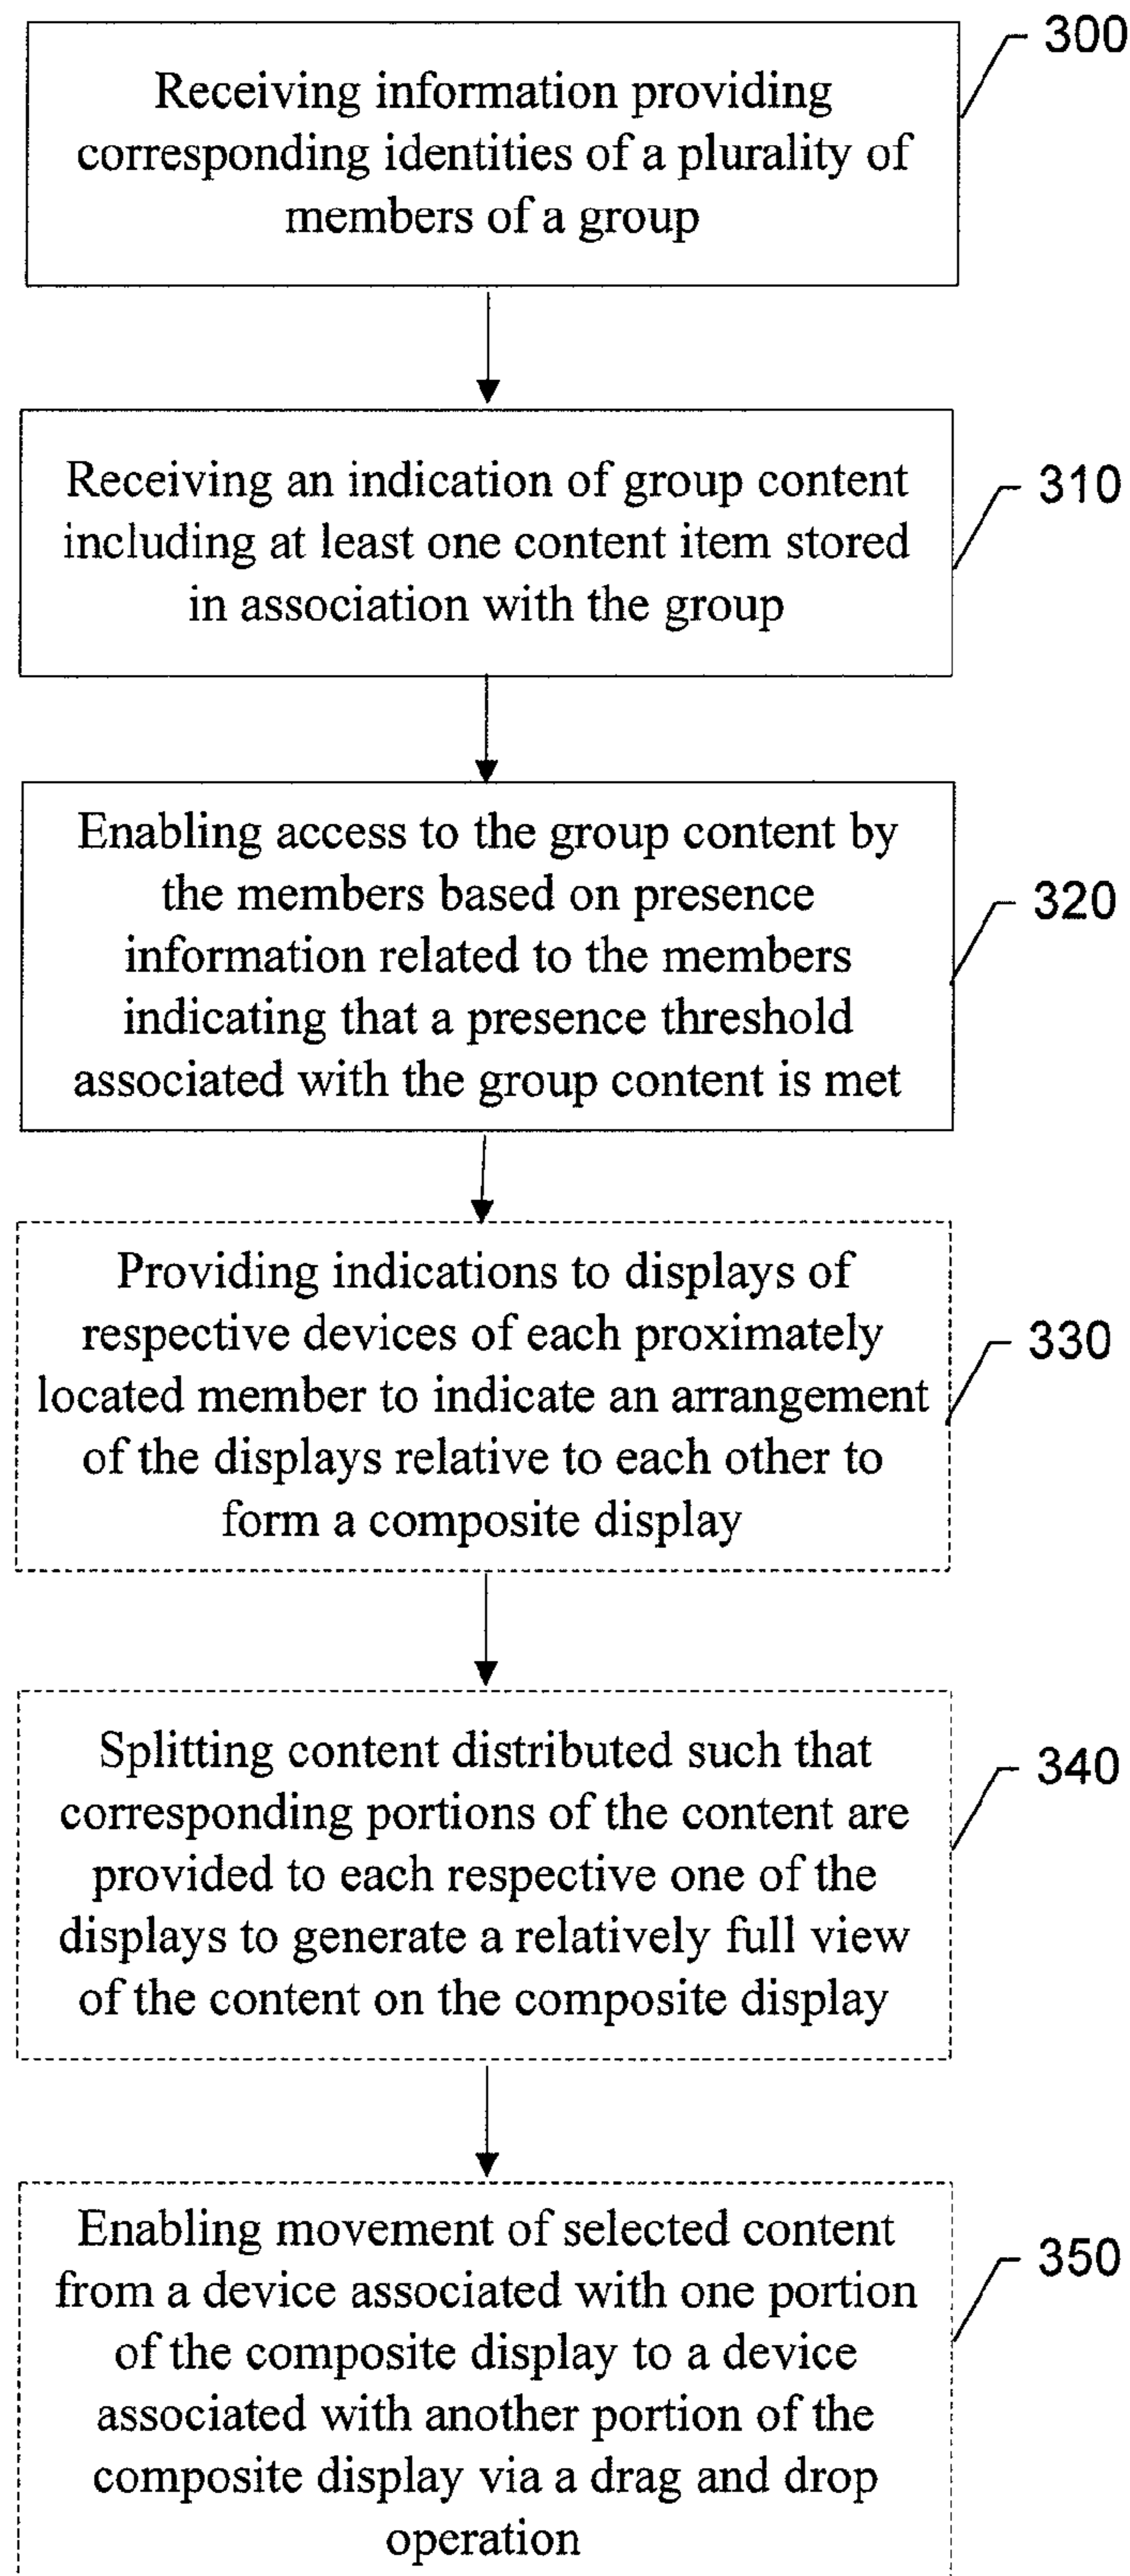 300
Receiving information providing
corresponding identities of a plurality of
members of a group
310
Receiving an indication of group content
including at least one content item stored
in association with the group
320
Enabling access to the group content by
the members based on presence
information related to the members
indicating that a presence threshold
associated with the group content is met
330
Providing indications to displays of
respective devices of each proximately
located member to indicate an arrangement
of the displays relative to each other to
form a composite display
340
Splitting content distributed such that
corresponding portions of the content are
provided to each respective one of the
displays to generate a relatively full view
of the content on the composite display
350
Enabling movement of selected content
from a device associated with one portion
of the composite display to a device
associated with another portion of the
composite display via a drag and drop
operation